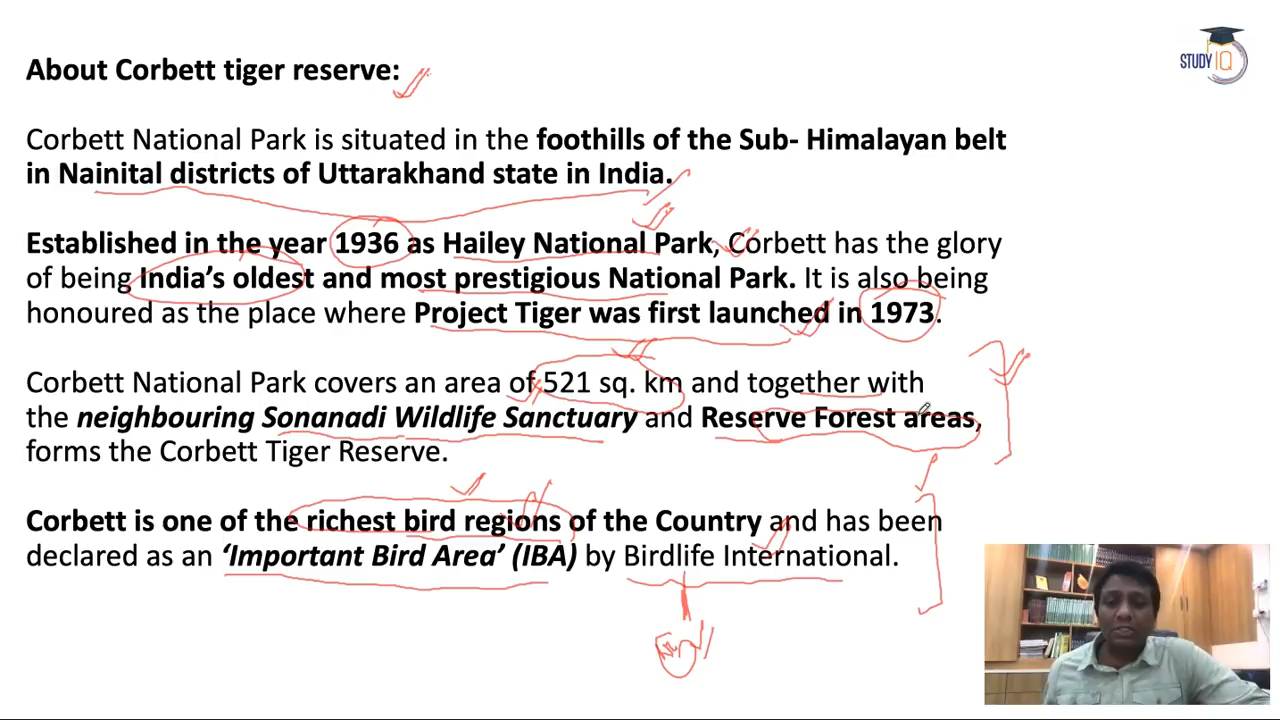 STUDY IQ
About Corbett tiger reserve:
Corbett National Park is situated in the foothills of the Sub- Himalayan belt
in Nainital districts of Uttarakhand state in India.
Established in the year 1936 as Hailey National Park, Corbett has the glory
of being India's oldest and most prestigious National Park. It is also being
honoured as the place where Project Tiger was first launched in 1973.
Corbett National Park covers an area of 521 sq. km and together with
the neighbouring Sonanadi Wildlife Sanctuary and Reserve Forest areas,
forms the Corbett Tiger Reserve.
Corbett is one of the richest bird regions of the Country and has been
declared as an ‘Important Bird Area’ (IBA) by Birdlife International.